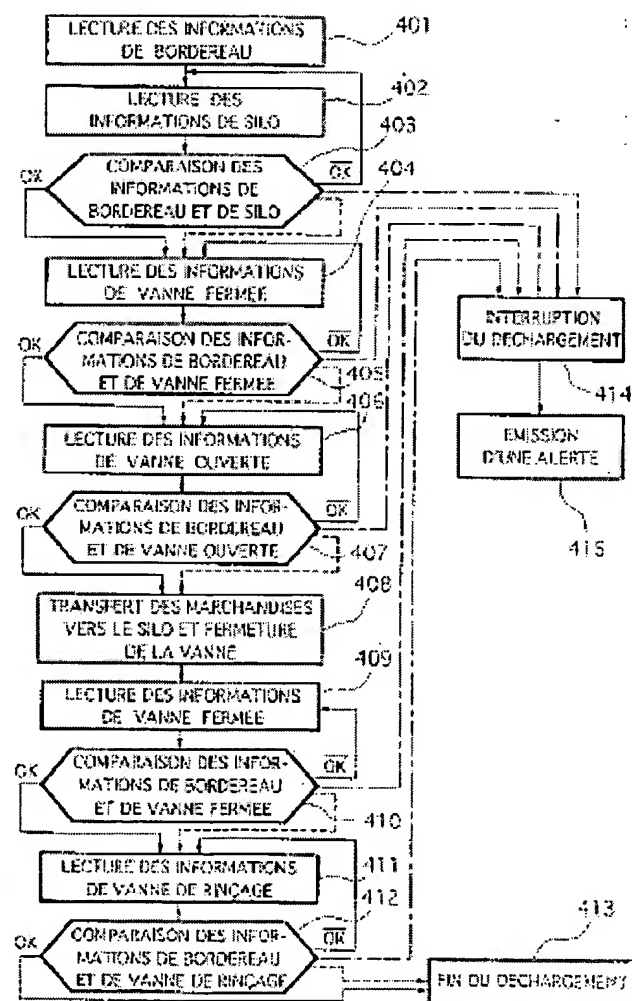 LECTURE DES INFORMATIONS
DE BORDEREAU
401
LECTURE DES
INFORMATIONS DE SILO
402
COMPARAISON DES
INFORMATIONS DE
BORDEREAU ET DE SILO
403
OK
OK
LECTURE DES INFORMATIONS
DE VANNE FERMEE
404
COMPARAISON DES INFOR-
MATIONS DE BORDEREAU
ET DE VANNE FERMEE
405
OK
OK
LECTURE DES INFORMATIONS
DE VANNE OUVERTE
406
COMPARAISON DES INFOR-
MATIONS DE BORDEREAU
ET DE VANNE OUVERTE
407
OK
OK
TRANSFERT DES MARCHANDISES
VERS LE SILO ET FERMETURE
DE LA VANNE
408
LECTURE DES INFORMATIONS
DE VANNE FERMEE
409
COMPARAISON DES INFOR-
MATIONS DE BORDEREAU
ET DE VANNE FERMEE
410
OK
OK
LECTURE DES INFORMATIONS
DE VANNE DE RINÇAGE
411
COMPARAISON DES INFOR-
MATIONS DE BORDEREAU
ET DE VANNE DE RINÇAGE
412
OK
OK
INTERRUPTION
DU DECHARGEMENT
414
EMISSION
D'UNE ALERTE
415
413
FIN DU DECHARGEMENT